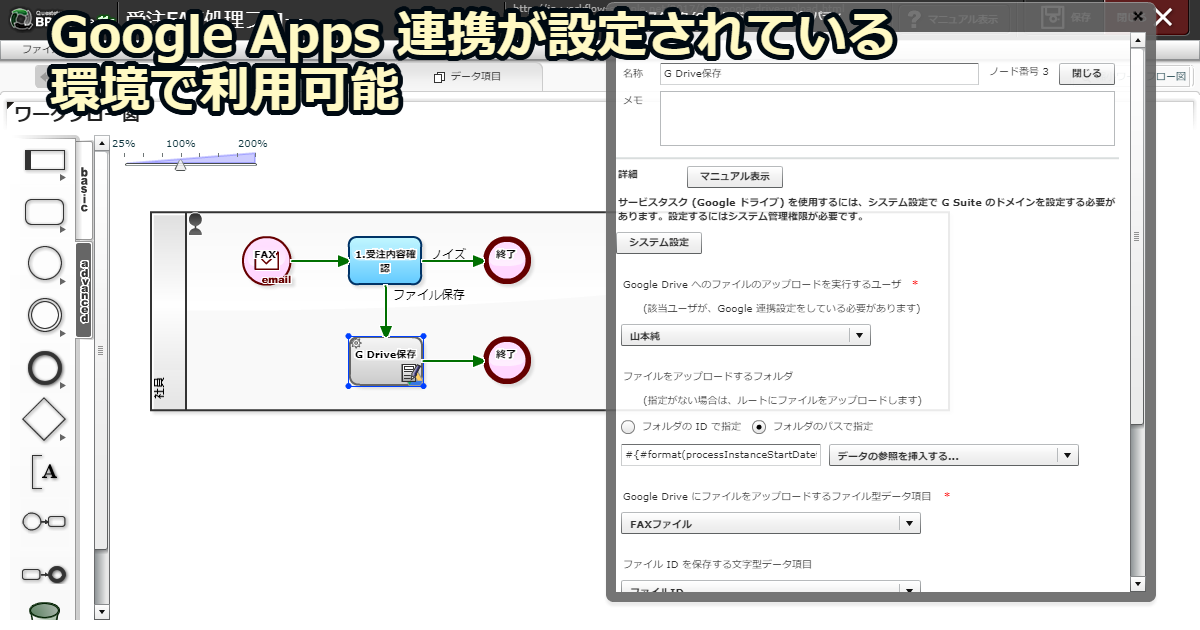 Google Apps 連携が設定されている
環境で利用可能
マニュアル表示
保存
データ項目
名称
G Drive保存
ノード番号 3
閉じる
メモ
ワークフロー図
25%
100%
200%
basic
advanced
A
詳細
マニュアル表示
サービスタスク (Google ドライブ) を使用するには、システム設定で G Suite のドメインを設定する必要が
あります。設定するにはシステム管理権限が必要です。
システム設定
FAX
email
1.受注内容確
認
ノイズ
終了
ファイル保存
G Drive保存
終了
社員
Google Drive へのファイルのアップロードを実行するユーザ *
(該当ユーザが、Google 連携設定をしている必要があります)
山本純
ファイルをアップロードするフォルダ
(指定がない場合は、ルートにファイルをアップロードします)
フォルダの ID で指定
フォルダのパスで指定
#{#format(processInstanceStartDate
データの参照を挿入する...
Google Drive にファイルをアップロードするファイル型データ項目 *
FAXファイル
ファイル ID を保存する文字型データ項目
ファイルID